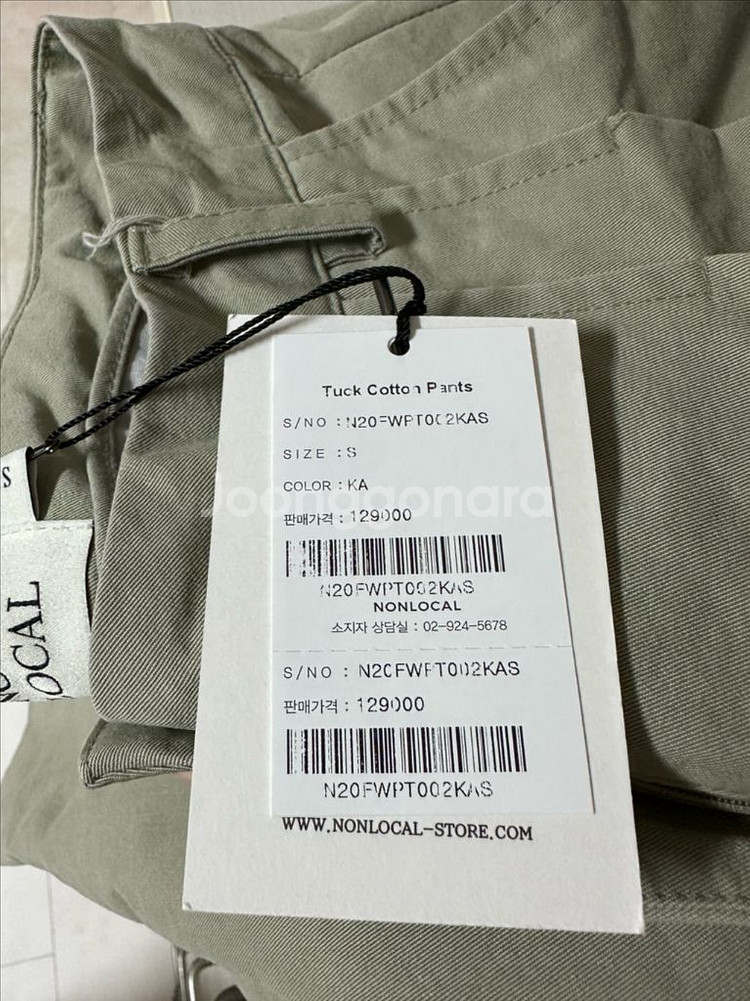 Tuck Cotton Pants
S/NO : N20FWPT002KAS
SIZE : S
COLOR : KA
판매가격 : 129000
N20FWPT002KAS
NONLOCAL
소지자 상담실 : 02-924-5678
S/NO : N20FWPT002KAS
판매가격 : 129000
N20FWPT002KAS
WWW.NONLOCAL-STORE.COM
S
OCAL
Joonggonara